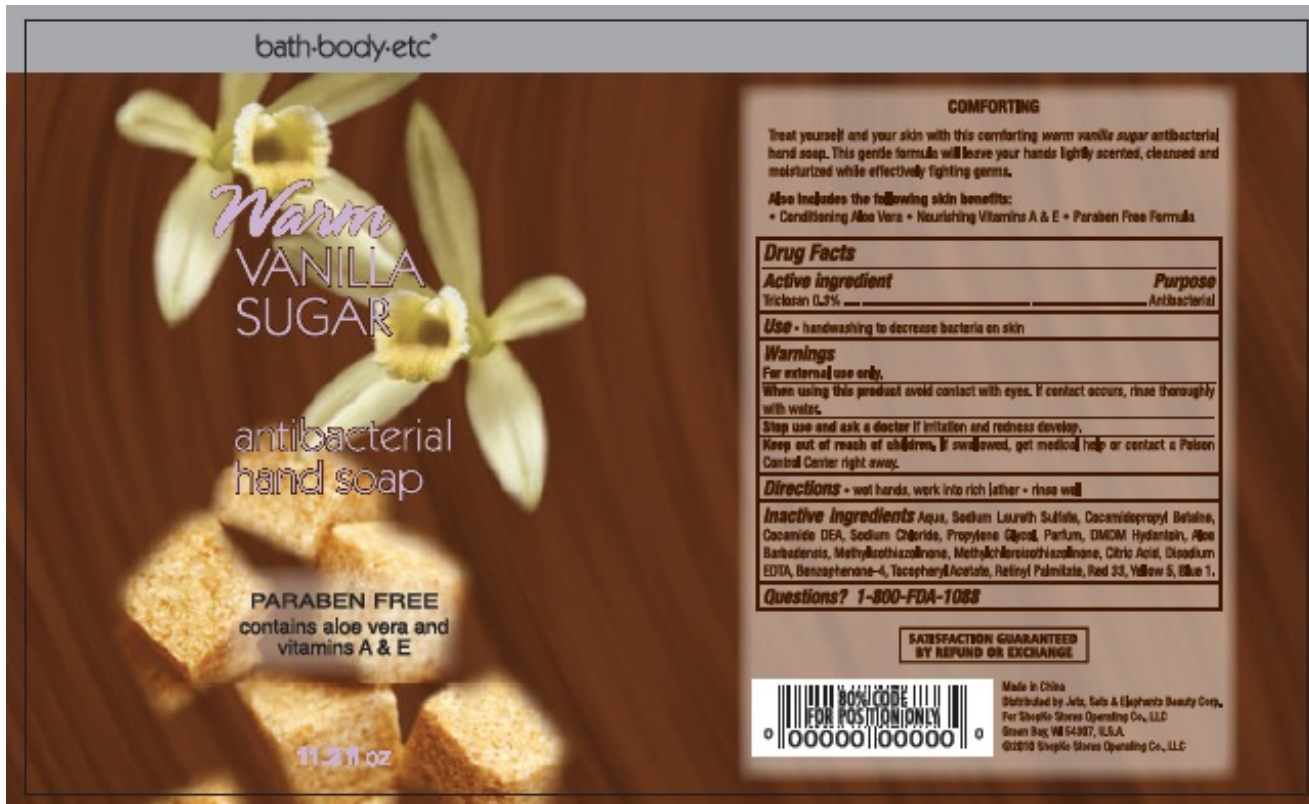 bath·body·etc®
Warm
VANILLA
SUGAR
antibacterial
hand soap
PARABEN FREE
contains aloe vera and
vitamins A & E
11.2 fl oz
COMFORTING
Treat yourself and your skin with this comforting warm vanilla sugar antibacterial
hand soap. This gentle formula will leave your hands lightly scented, cleansed and
moisturized while effectively fighting germs.
Also includes the following skin benefits:
• Conditioning Aloe Vera • Nourishing Vitamins A & E • Paraben Free Formula
Drug Facts
Active ingredient Purpose
Triclosan 0.3% Antibacterial
Use • handwashing to decrease bacteria on skin
Warnings
For external use only.
When using this product avoid contact with eyes. If contact occurs, rinse thoroughly
with water.
Stop use and ask a doctor if irritation and redness develop.
Keep out of reach of children. If swallowed, get medical help or contact a Poison
Control Center right away.
Directions • wet hands, work into rich lather • rinse well
Inactive ingredients Aqua, Sodium Laureth Sulfate, Cocamidopropyl Betaine,
Cocamide DEA, Sodium Chloride, Propylene Glycol, Parfum, DMDM Hydantoin, Aloe
Barbadensis, Methylisothiazolinone, Methylchloroisothiazolinone, Citric Acid, Disodium
EDTA, Benzophenone-4, Tocopheryl Acetate, Retinyl Palmitate, Red 33, Yellow 5, Blue 1.
Questions? 1-800-FDA-1088
SATISFACTION GUARANTEED
BY REFUND OR EXCHANGE
80% CODE
FOR POSITION ONLY
0 00000 00000 0
Made in China
Distributed by Jets, Sets & Elephants Beauty Corp.
For ShopKo Stores Operating Co., LLC
Green Bay, WI 54307, U.S.A.
©2010 ShopKo Stores Operating Co., LLC